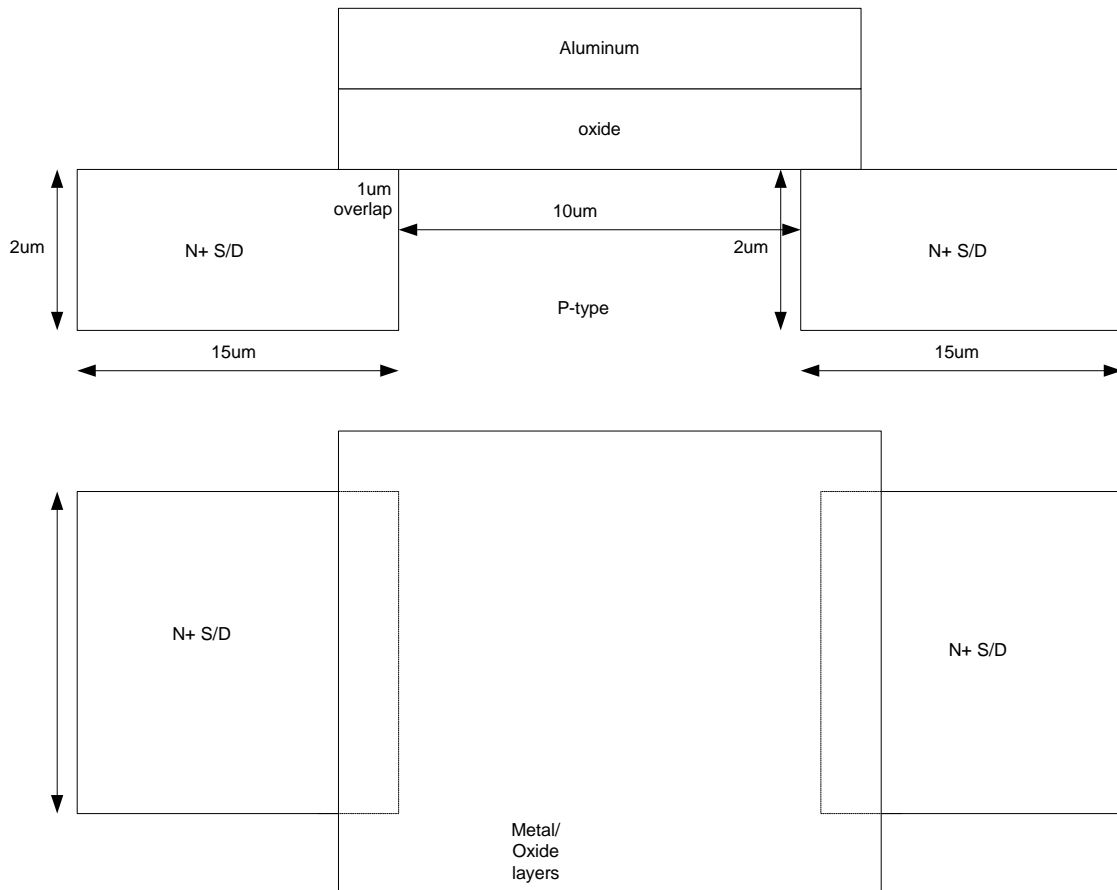 Aluminum
oxide
1um
overlap
10um
2um
N+ S/D
2um
N+ S/D
P-type
15um
15um
N+ S/D
N+ S/D
Metal/
Oxide
layers